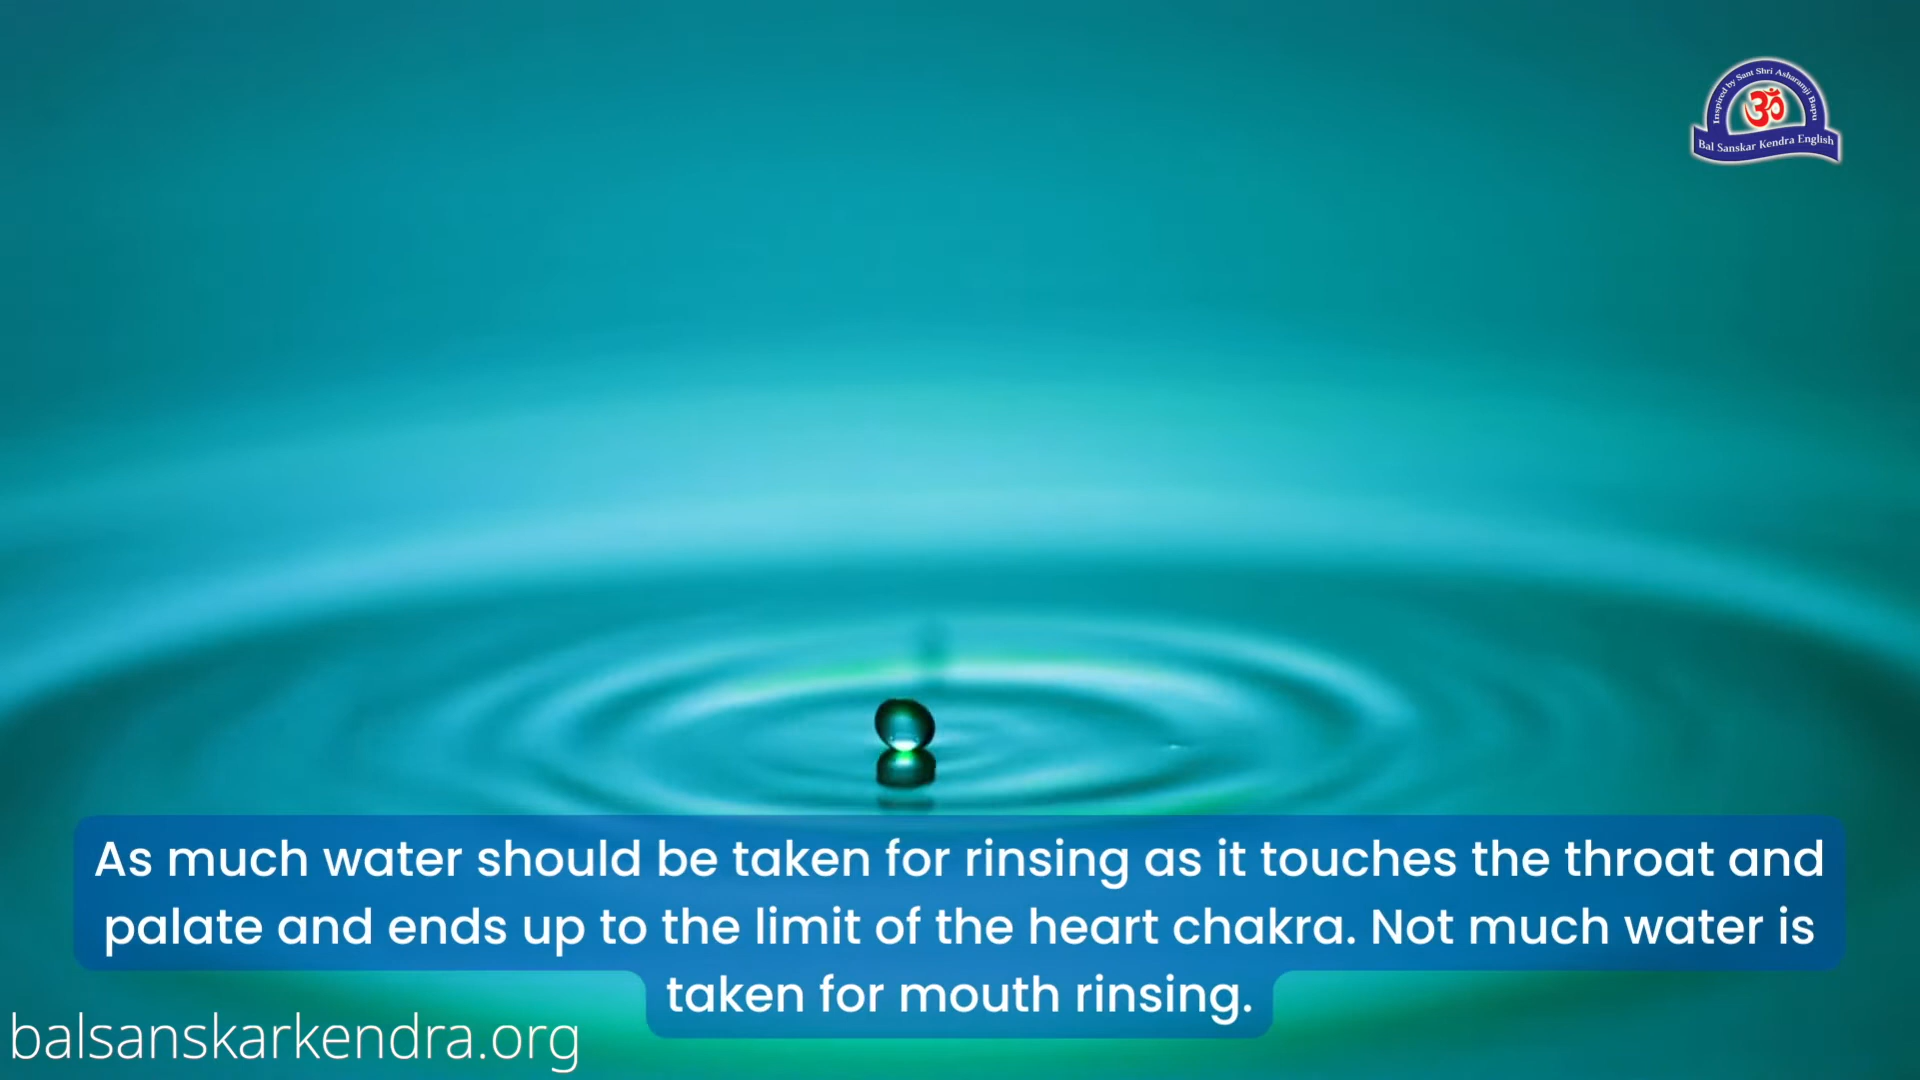 Inspired by Sant Shri Asharamji Bapu
ॐ
Bal Sanskar Kendra English
As much water should be taken for rinsing as it touches the throat and
palate and ends up to the limit of the heart chakra. Not much water is
taken for mouth rinsing.
balsanskarkendra.org